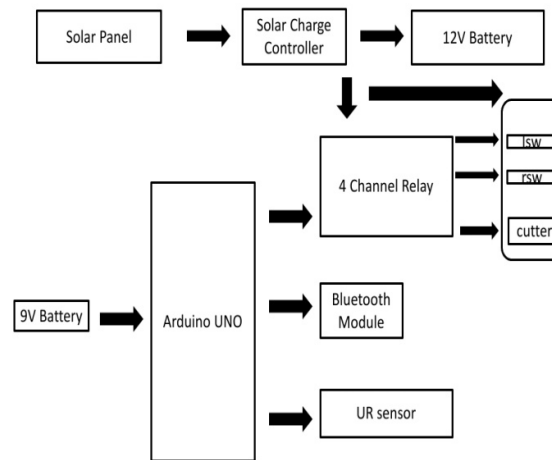 Solar Panel
Solar Charge
Controller
12V Battery
lsw
rsw
cutter
4 Channel Relay
Arduino UNO
9V Battery
Bluetooth
Module
UR sensor